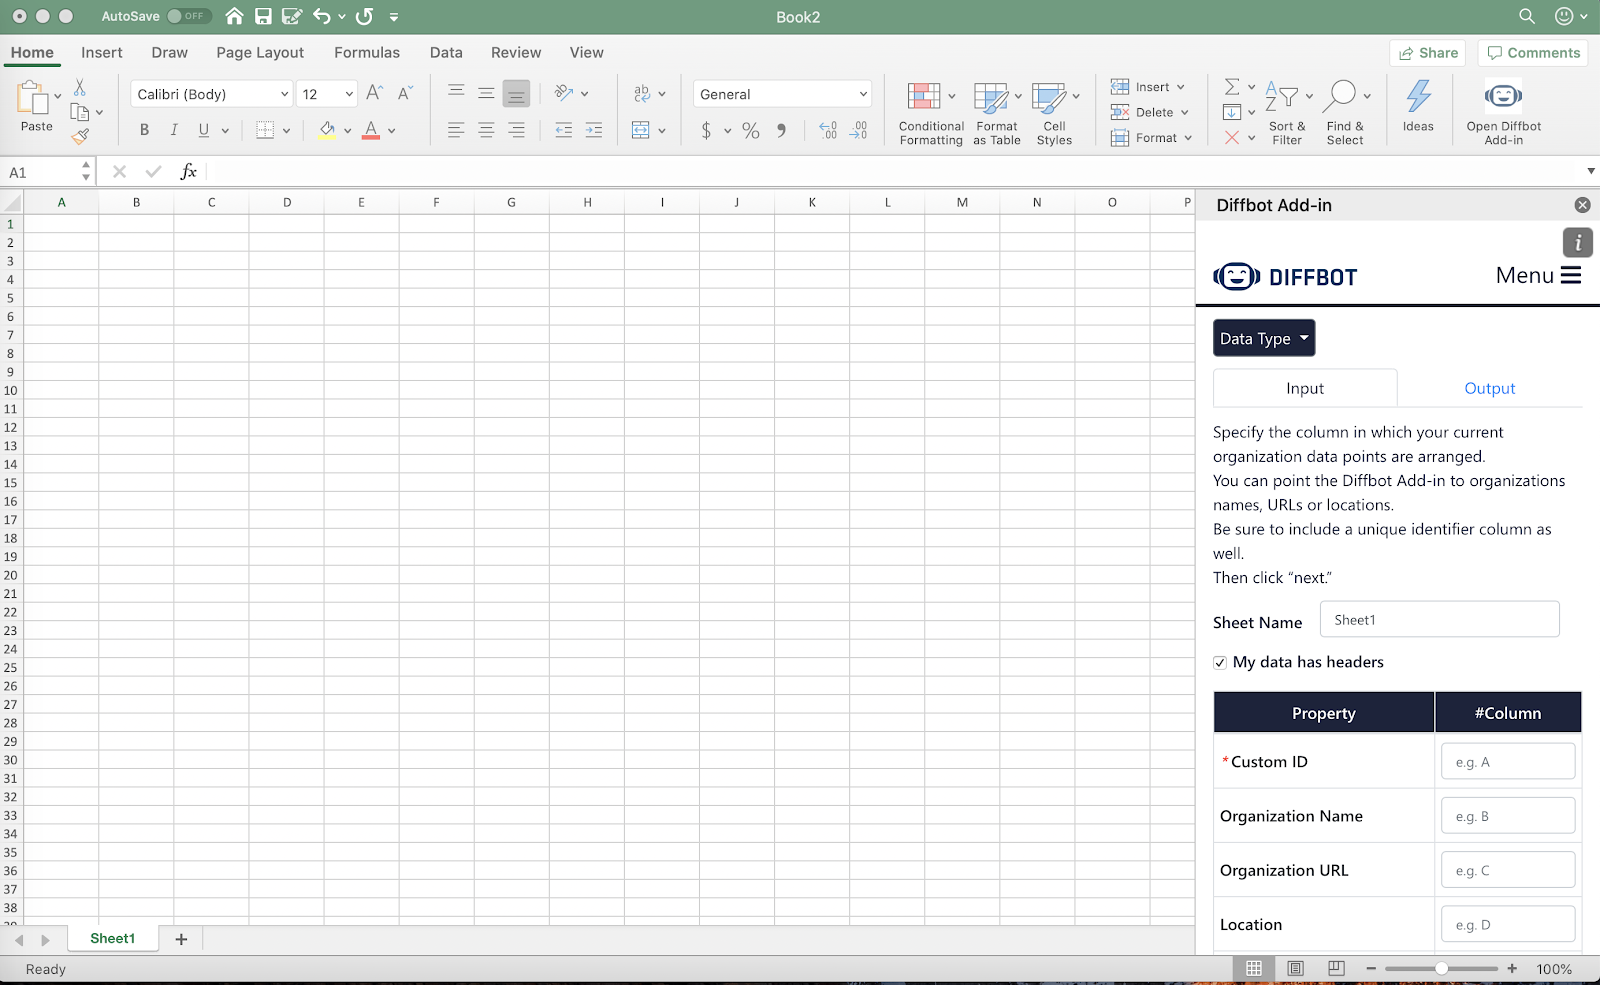 AutoSave OFF
Book2
Home Insert Draw Page Layout Formulas Data Review View
Share Comments
Paste
Calibri (Body) 12
B I U
A A
ab
General
$ % 9
Conditional Formatting
Format as Table
Cell Styles
Insert
Delete
Format
Sort & Filter
Find & Select
Ideas
Open Diffbot Add-in
A1
fx
A B C D E F G H I J K L M N O P
1
2
3
4
5
6
7
8
9
10
11
12
13
14
15
16
17
18
19
20
21
22
23
24
25
26
27
28
29
30
31
32
33
34
35
36
37
38
Diffbot Add-in
i
DIFFBOT
Menu
Data Type
Input Output
Specify the column in which your current
organization data points are arranged.
You can point the Diffbot Add-in to organizations
names, URLs or locations.
Be sure to include a unique identifier column as
well.
Then click “next.”
Sheet Name Sheet1
My data has headers
Property #Column
*Custom ID e.g. A
Organization Name e.g. B
Organization URL e.g. C
Location e.g. D
Sheet1 +
Ready
100%